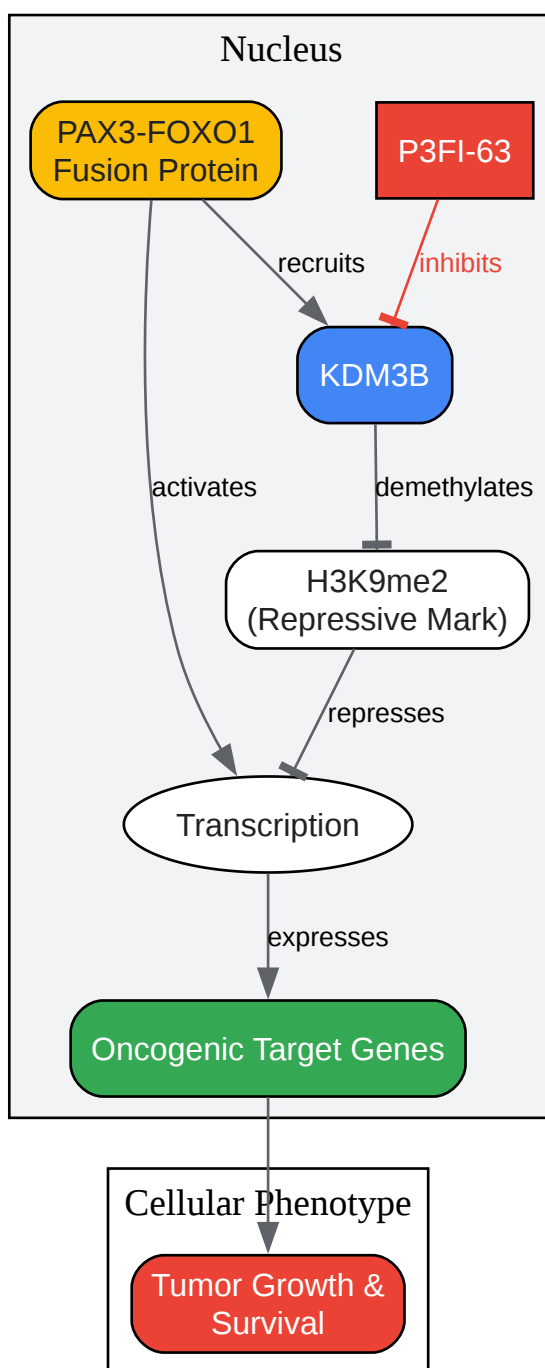 Nucleus
PAX3-FOXO1
Fusion Protein
P3FI-63
recruits
inhibits
KDM3B
activates
demethylates
H3K9me2
(Repressive Mark)
represses
Transcription
expresses
Oncogenic Target Genes
Cellular Phenotype
Tumor Growth &
Survival